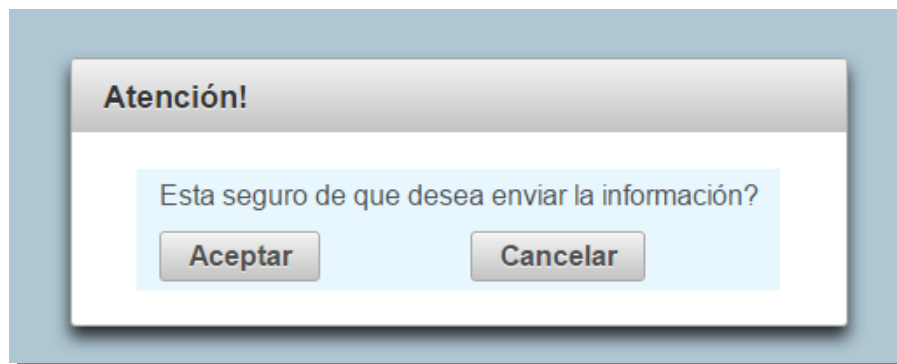 Atención!
Esta seguro de que desea enviar la información?
Aceptar Cancelar